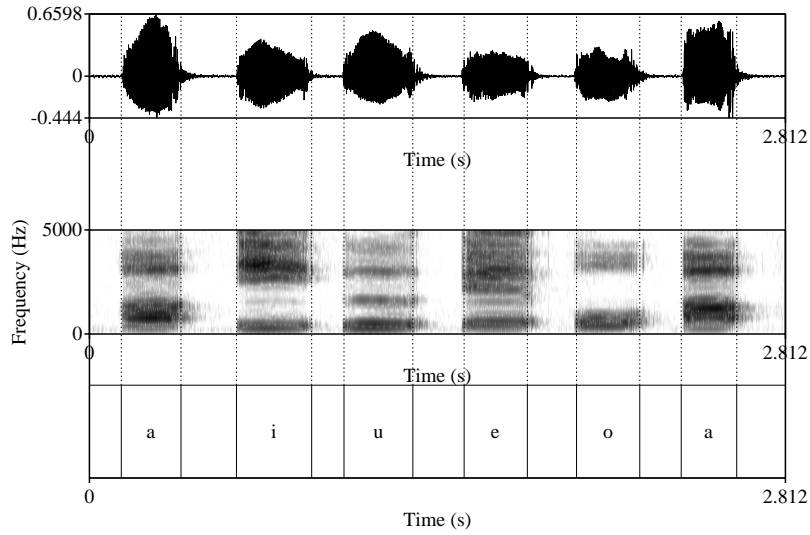 0.6598
0
-0.444
0 2.812
Time (s)
5000
Frequency (Hz)
0
0 2.812
Time (s)
a i u e o a
0 2.812
Time (s)